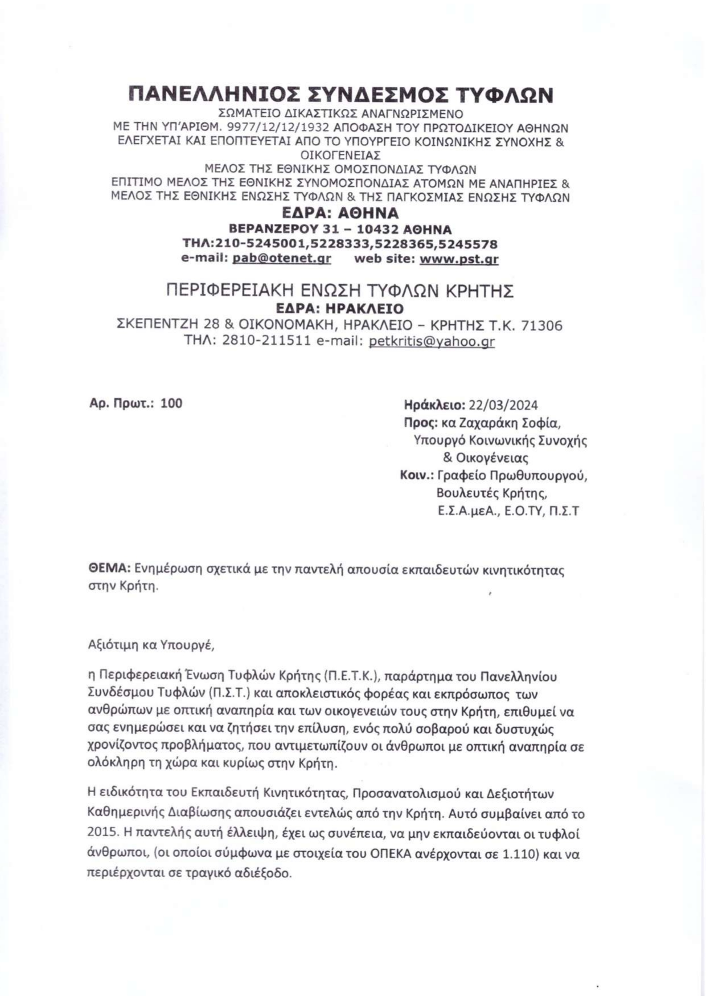 ΠΑΝΕΛΛΗΝΙΟΣ ΣΥΝΔΕΣΜΟΣ ΤΥΦΛΩΝ
ΣΩΜΑΤΕΙΟ ΔΙΚΑΣΤΙΚΩΣ ΑΝΑΓΝΩΡΙΣΜΕΝΟ
ΜΕ ΤΗΝ ΥΠ'ΑΡΙΘΜ. 9977/12/12/1932 ΑΠΟΦΑΣΗ ΤΟΥ ΠΡΩΤΟΔΙΚΕΙΟΥ ΑΘΗΝΩΝ
ΕΛΕΓΧΕΤΑΙ ΚΑΙ ΕΠΟΠΤΕΥΕΤΑΙ ΑΠΟ ΤΟ ΥΠΟΥΡΓΕΙΟ ΚΟΙΝΩΝΙΚΗΣ ΣΥΝΟΧΗΣ &
ΟΙΚΟΓΕΝΕΙΑΣ
ΜΕΛΟΣ ΤΗΣ ΕΘΝΙΚΗΣ ΟΜΟΣΠΟΝΔΙΑΣ ΤΥΦΛΩΝ
ΕΠΙΤΙΜΟ ΜΕΛΟΣ ΤΗΣ ΕΘΝΙΚΗΣ ΣΥΝΟΜΟΣΠΟΝΔΙΑΣ ΑΤΟΜΩΝ ΜΕ ΑΝΑΠΗΡΙΕΣ &
ΜΕΛΟΣ ΤΗΣ ΕΘΝΙΚΗΣ ΕΝΩΣΗΣ ΤΥΦΛΩΝ & ΤΗΣ ΠΑΓΚΟΣΜΙΑΣ ΕΝΩΣΗΣ ΤΥΦΛΩΝ
ΕΔΡΑ: ΑΘΗΝΑ
ΒΕΡΑΝΖΕΡΟΥ 31 – 10432 ΑΘΗΝΑ
ΤΗΛ:210-5245001,5228333,5228365,5245578
e-mail: pab@otenet.gr web site: www.pst.gr
ΠΕΡΙΦΕΡΕΙΑΚΗ ΕΝΩΣΗ ΤΥΦΛΩΝ ΚΡΗΤΗΣ
ΕΔΡΑ: ΗΡΑΚΛΕΙΟ
ΣΚΕΠΕΝΤΖΗ 28 & ΟΙΚΟΝΟΜΑΚΗ, ΗΡΑΚΛΕΙΟ – ΚΡΗΤΗΣ Τ.Κ. 71306
ΤΗΛ: 2810-211511 e-mail: petkritis@yahoo.gr
Αρ. Πρωτ.: 100
Ηράκλειο: 22/03/2024
Προς: κα Ζαχαράκη Σοφία,
Υπουργό Κοινωνικής Συνοχής
& Οικογένειας
Κοιν.: Γραφείο Πρωθυπουργού,
Βουλευτές Κρήτης,
Ε.Σ.Α.μεΑ., Ε.Ο.ΤΥ, Π.Σ.Τ
ΘΕΜΑ: Ενημέρωση σχετικά με την παντελή απουσία εκπαιδευτών κινητικότητας
στην Κρήτη.
Αξιότιμη κα Υπουργέ,
η Περιφερειακή Ένωση Τυφλών Κρήτης (Π.Ε.Τ.Κ.), παράρτημα του Πανελληνίου
Συνδέσμου Τυφλών (Π.Σ.Τ.) και αποκλειστικός φορέας και εκπρόσωπος των
ανθρώπων με οπτική αναπηρία και των οικογενειών τους στην Κρήτη, επιθυμεί να
σας ενημερώσει και να ζητήσει την επίλυση, ενός πολύ σοβαρού και δυστυχώς
χρονίζοντος προβλήματος, που αντιμετωπίζουν οι άνθρωποι με οπτική αναπηρία σε
ολόκληρη τη χώρα και κυρίως στην Κρήτη.
Η ειδικότητα του Εκπαιδευτή Κινητικότητας, Προσανατολισμού και Δεξιοτήτων
Καθημερινής Διαβίωσης απουσιάζει εντελώς από την Κρήτη. Αυτό συμβαίνει από το
2015. Η παντελής αυτή έλλειψη, έχει ως συνέπεια, να μην εκπαιδεύονται οι τυφλοί
άνθρωποι, (οι οποίοι σύμφωνα με στοιχεία του ΟΠΕΚΑ ανέρχονται σε 1.110) και να
περιέρχονται σε τραγικό αδιέξοδο.